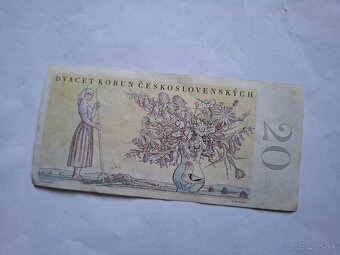 DVACET KORUN ČESKOSLOVENSKÝCH
20